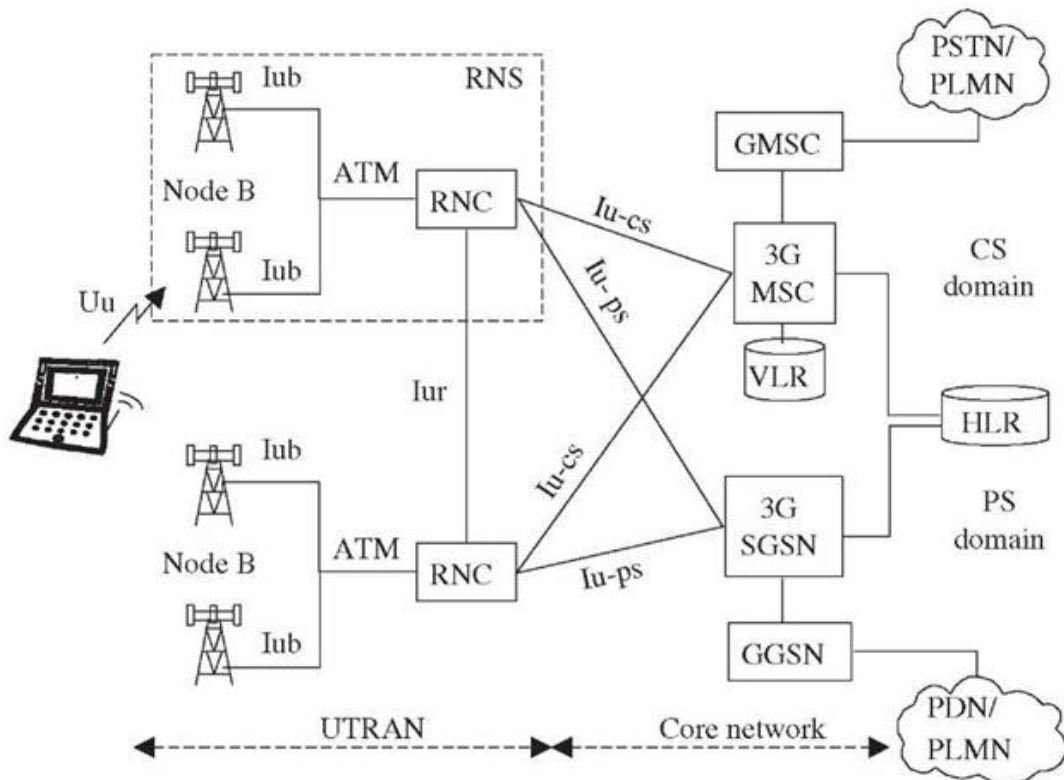 Iub
RNS
PSTN/
PLMN
ATM
GMSC
Node B
RNC
Iu-cs
3G
MSC
CS
domain
Iub
Iu- ps
Uu
VLR
Iur
HLR
Iub
Iu-cs
3G
SGSN
PS
domain
ATM
Node B
RNC
Iu-ps
Iub
GGSN
PDN/
PLMN
UTRAN
Core network